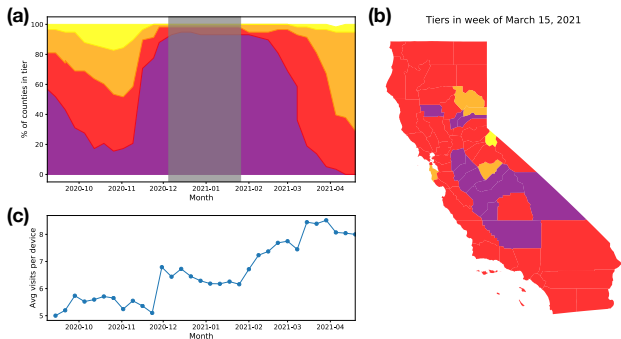 (a)
% of counties in tier
100
80
60
40
20
0
2020-10 2020-11 2020-12 2021-01 2021-02 2021-03 2021-04
Month
(b)
Tiers in week of March 15, 2021
(c)
Avg visits per device
8
7
6
5
2020-10 2020-11 2020-12 2021-01 2021-02 2021-03 2021-04
Month